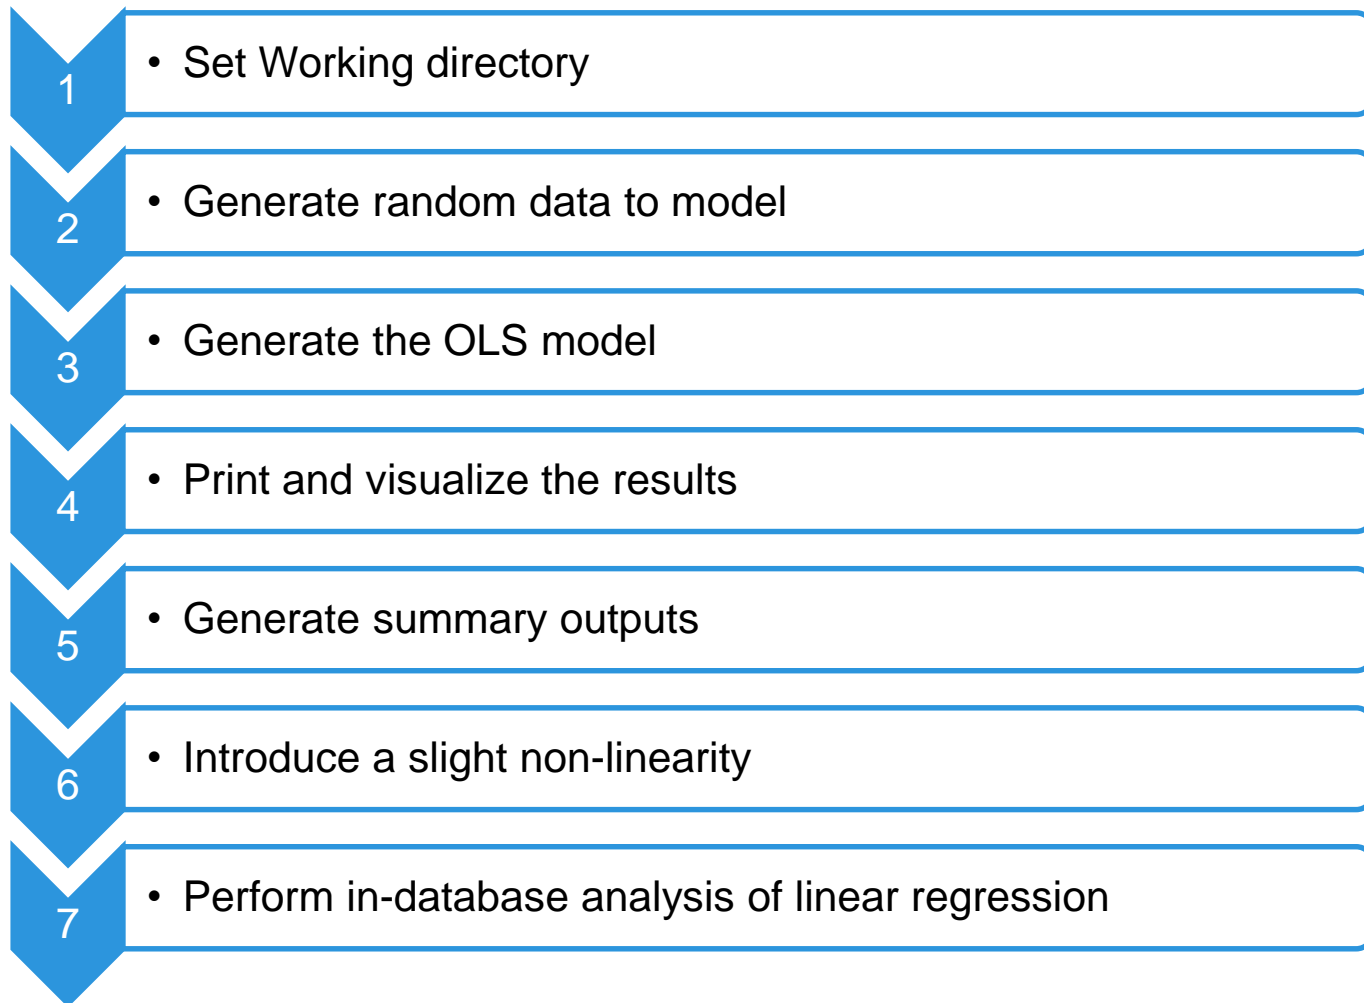 1
• Set Working directory
2
• Generate random data to model
3
• Generate the OLS model
4
• Print and visualize the results
5
• Generate summary outputs
6
• Introduce a slight non-linearity
7
• Perform in-database analysis of linear regression